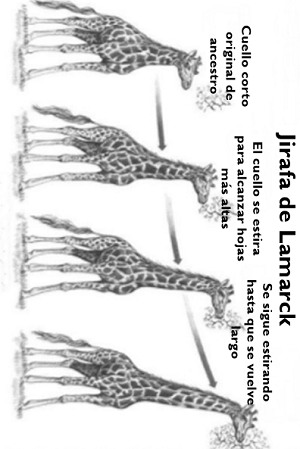 Jirafa de Lamarck
Cuello corto
original de
ancestro
El cuello se estira
para alcanzar hojas
más altas
Se sigue estirando
hasta que se vuelve
largo